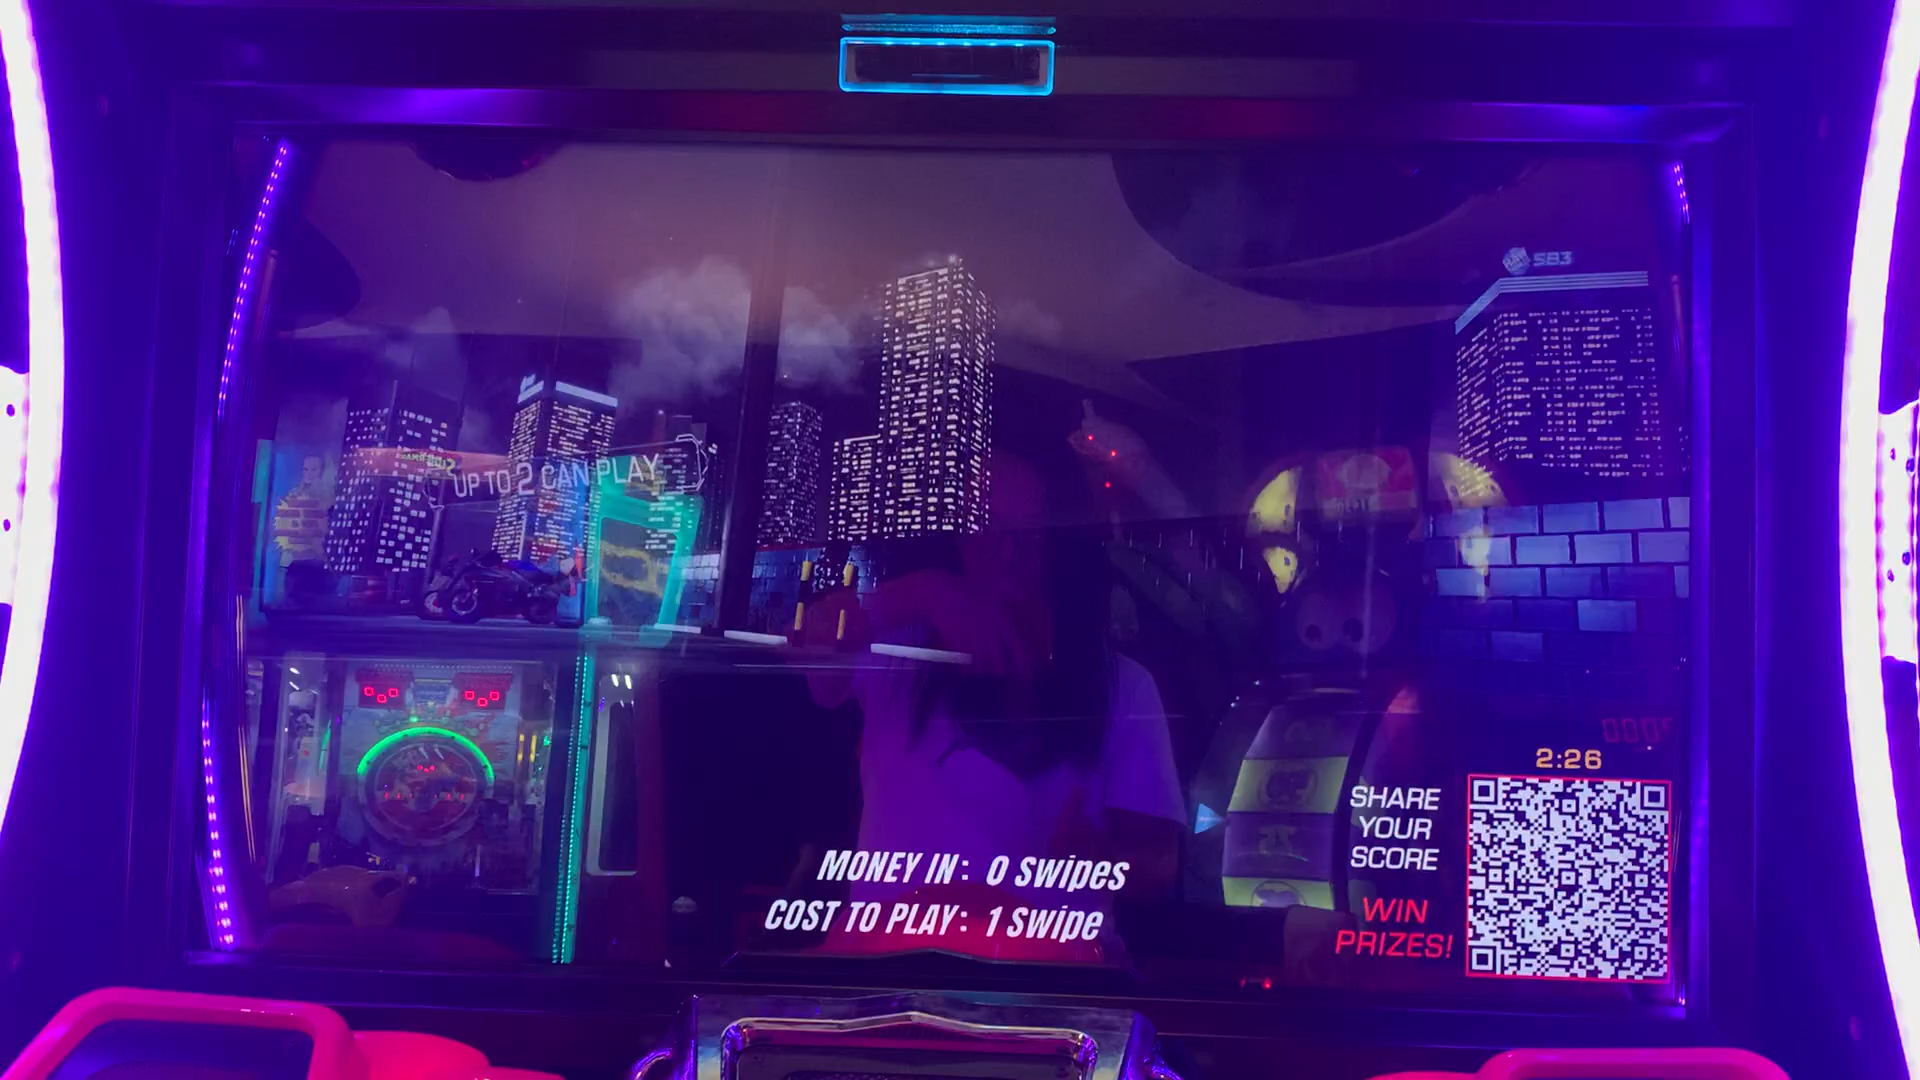 583
UP TO 2 CAN PLAY
2:26
SHARE
YOUR
SCORE
WIN
PRIZES!
MONEY IN: 0 Swipes
COST TO PLAY: 1 Swipe